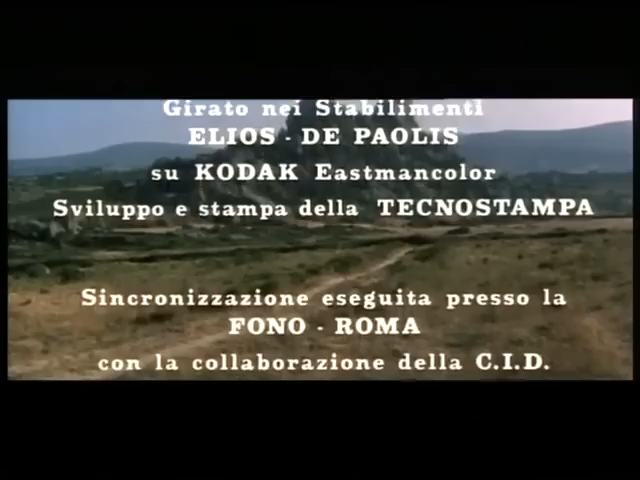 Girato nei Stabilimenti
ELIOS - DE PAOLIS
su KODAK Eastmancolor
Sviluppo e stampa della TECNOSTAMPA
Sincronizzazione eseguita presso la
FONO - ROMA
con la collaborazione della C.I.D.